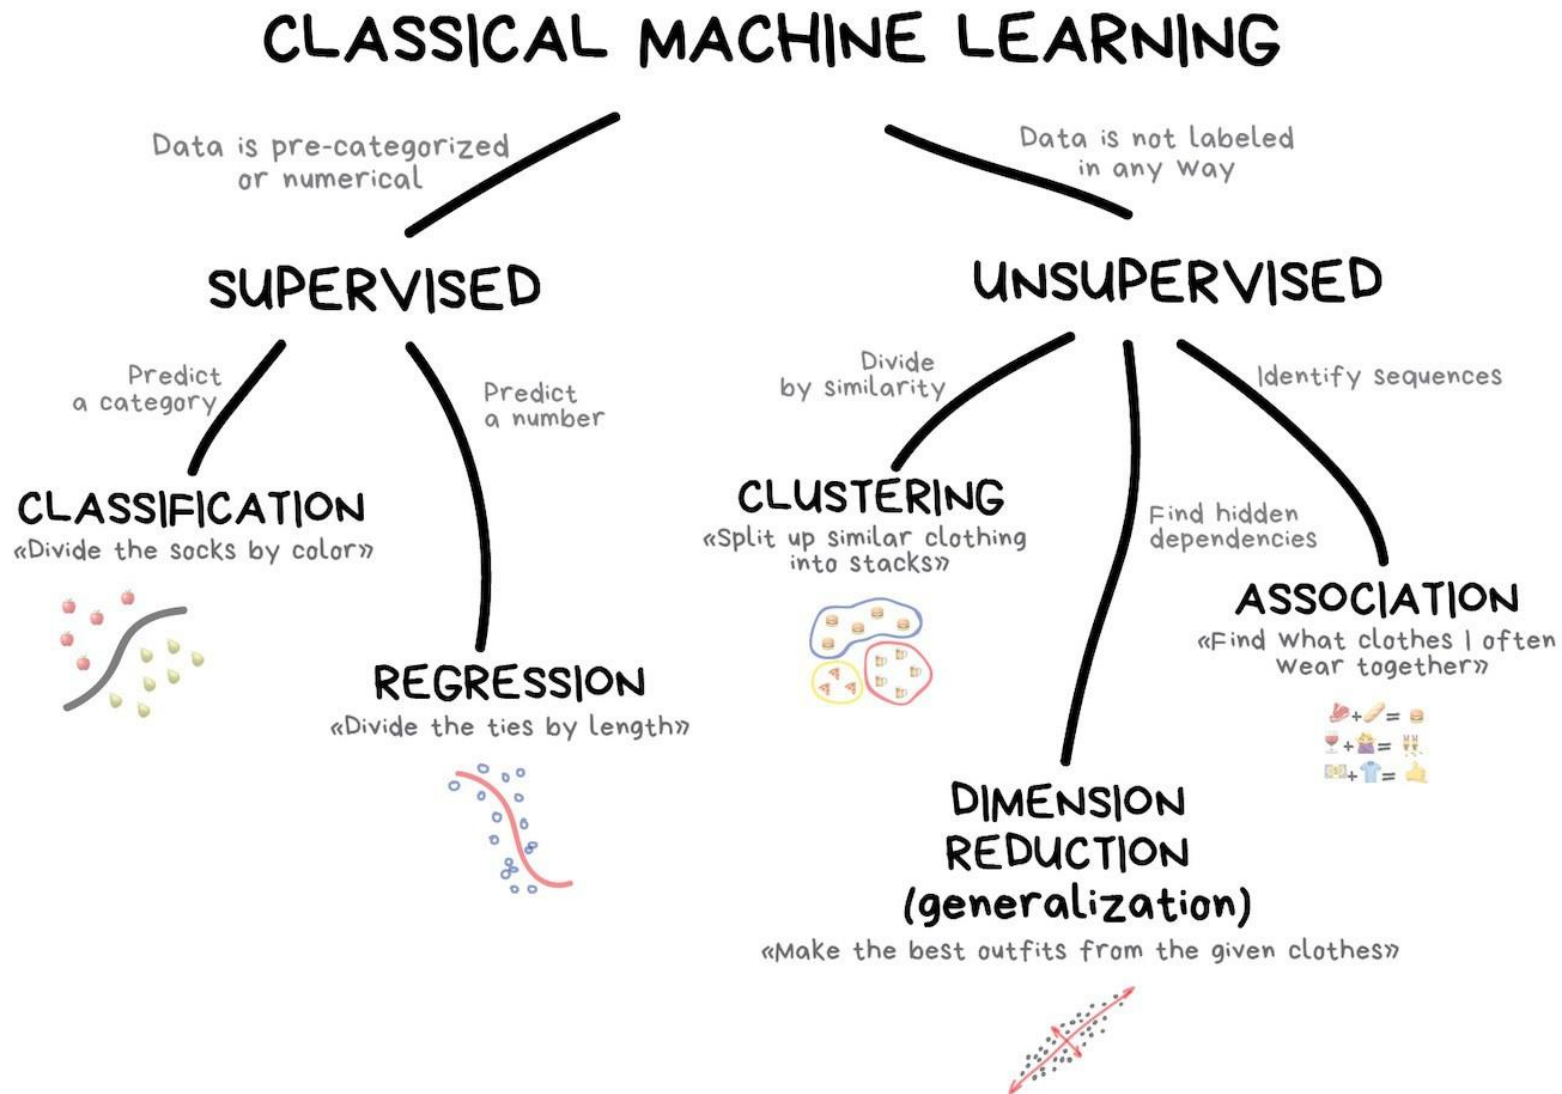 CLASSICAL MACHINE LEARNING
Data is pre-categorized
or numerical
Data is not labeled
in any way
SUPERVISED
UNSUPERVISED
Predict
a category
Predict
a number
Divide
by similarity
Identify sequences
CLASSIFICATION
«Divide the socks by color»
CLUSTERING
«Split up similar clothing
into stacks»
Find hidden
dependencies
ASSOCIATION
«Find what clothes I often
wear together»
REGRESSION
«Divide the ties by length»
+ =
+ =
+ =
DIMENSION
REDUCTION
(generalization)
«Make the best outfits from the given clothes»